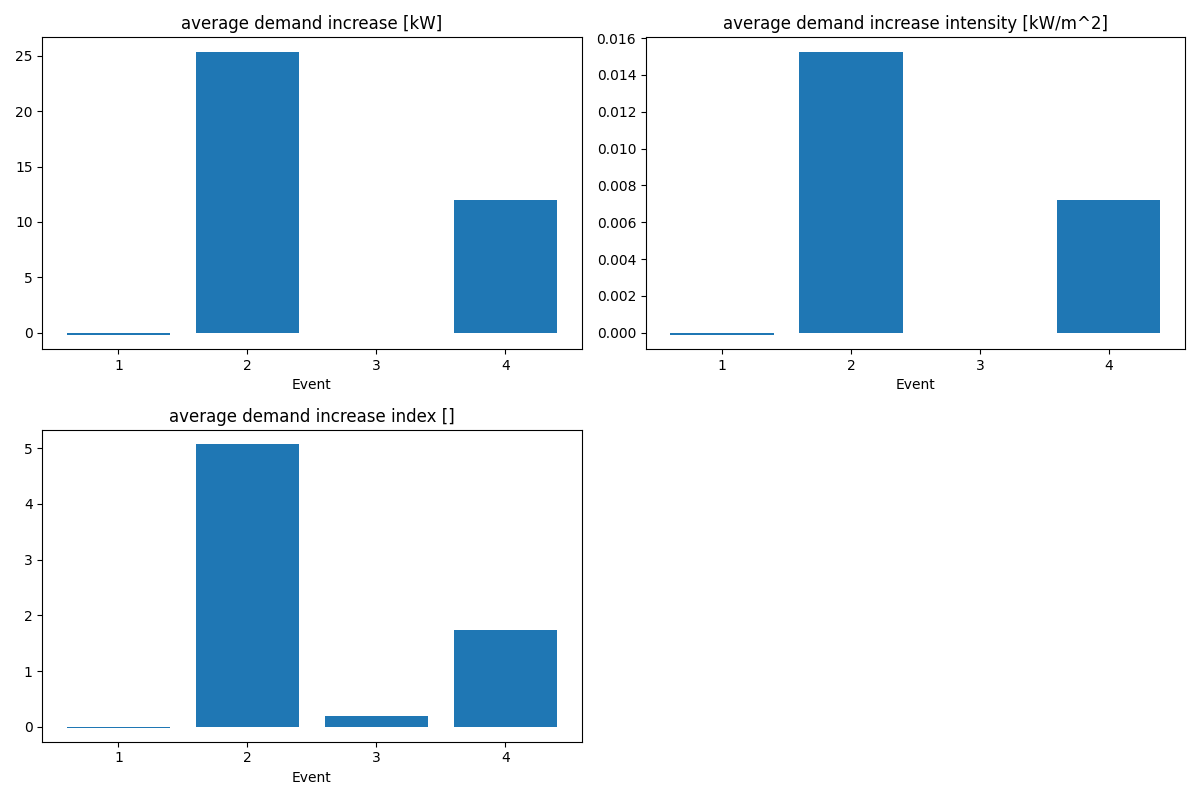 average demand increase [kW]
25
20
15
10
5
0
1 2 3 4
Event
average demand increase intensity [kW/m^2]
0.016
0.014
0.012
0.010
0.008
0.006
0.004
0.002
0.000
1 2 3 4
Event
average demand increase index []
5
4
3
2
1
0
1 2 3 4
Event